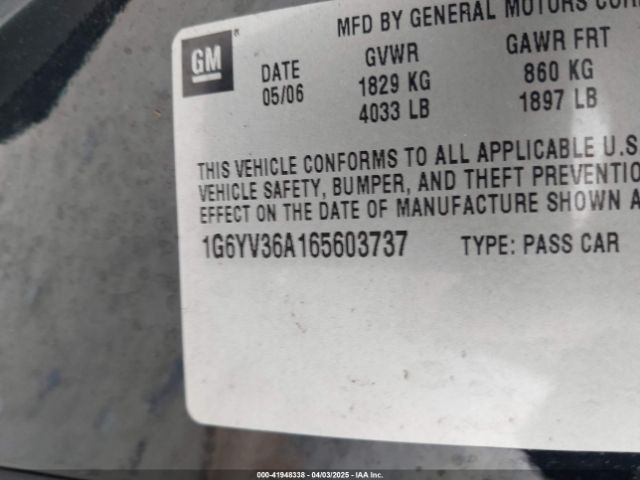 MFD BY GENERAL MOTORS CORP
GM
DATE GVWR GAWR FRT
05/06 1829 KG 860 KG
4033 LB 1897 LB
THIS VEHICLE CONFORMS TO ALL APPLICABLE U.S.
VEHICLE SAFETY, BUMPER, AND THEFT PREVENTIO
EFFECT ON THE DATE OF MANUFACTURE SHOWN A
1G6YV36A165603737 TYPE: PASS CAR
000-41948338 - 04/03/2025 - IAA Inc.